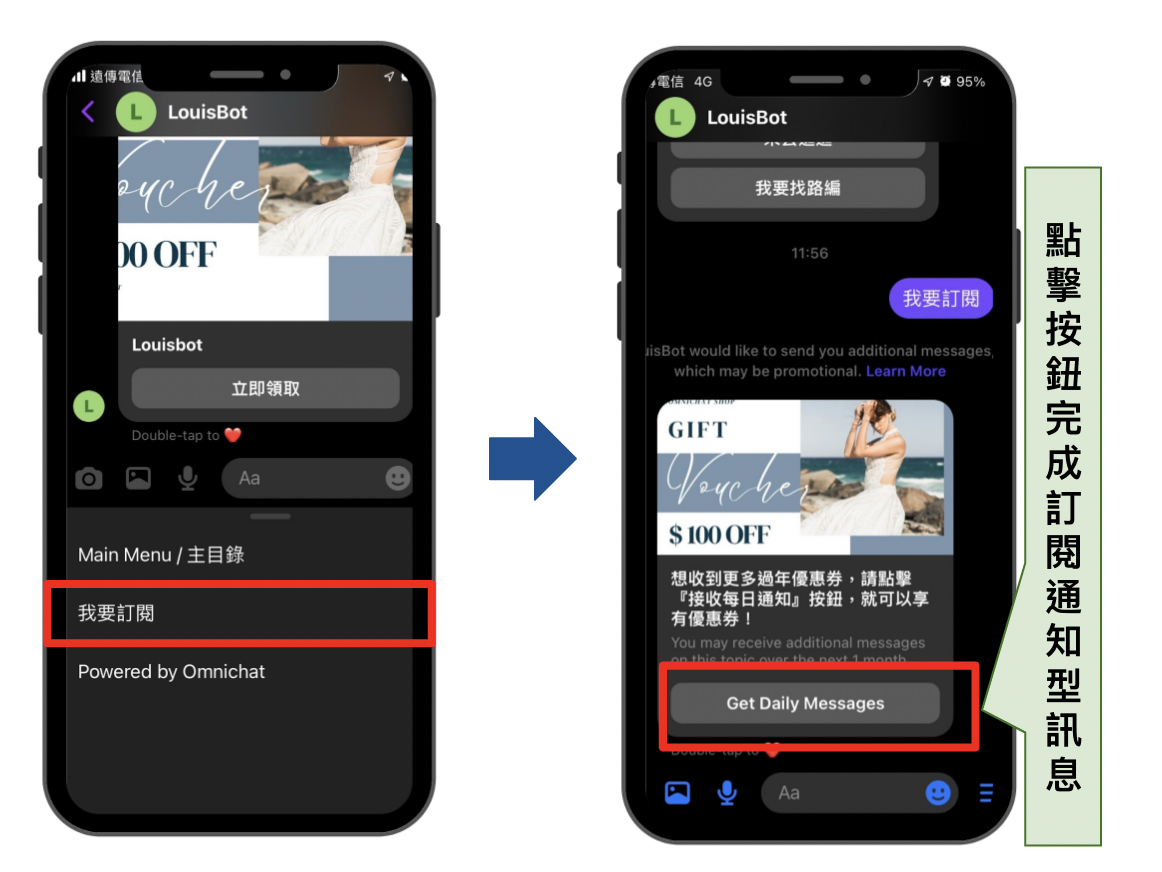 遠傳電信
L LouisBot
Voucher
00 OFF
Louisbot
立即領取
L
Double-tap to ❤️
Aa
Main Menu / 主目錄
我要訂閱
Powered by Omnichat
電信 4G
95%
L LouisBot
我要找路編
11:56
我要訂閱
isBot would like to send you additional messages,
which may be promotional. Learn More
OMNICHAT SHOP
GIFT
Voucher
$100 OFF
想收到更多過年優惠券，請點擊
『接收每日通知』按鈕，就可以享
有優惠券！
You may receive additional messages
on this topic over the next 1 month
Get Daily Messages
Double-tap to ❤️
Aa
點擊按鈕完成訂閱通知型訊息